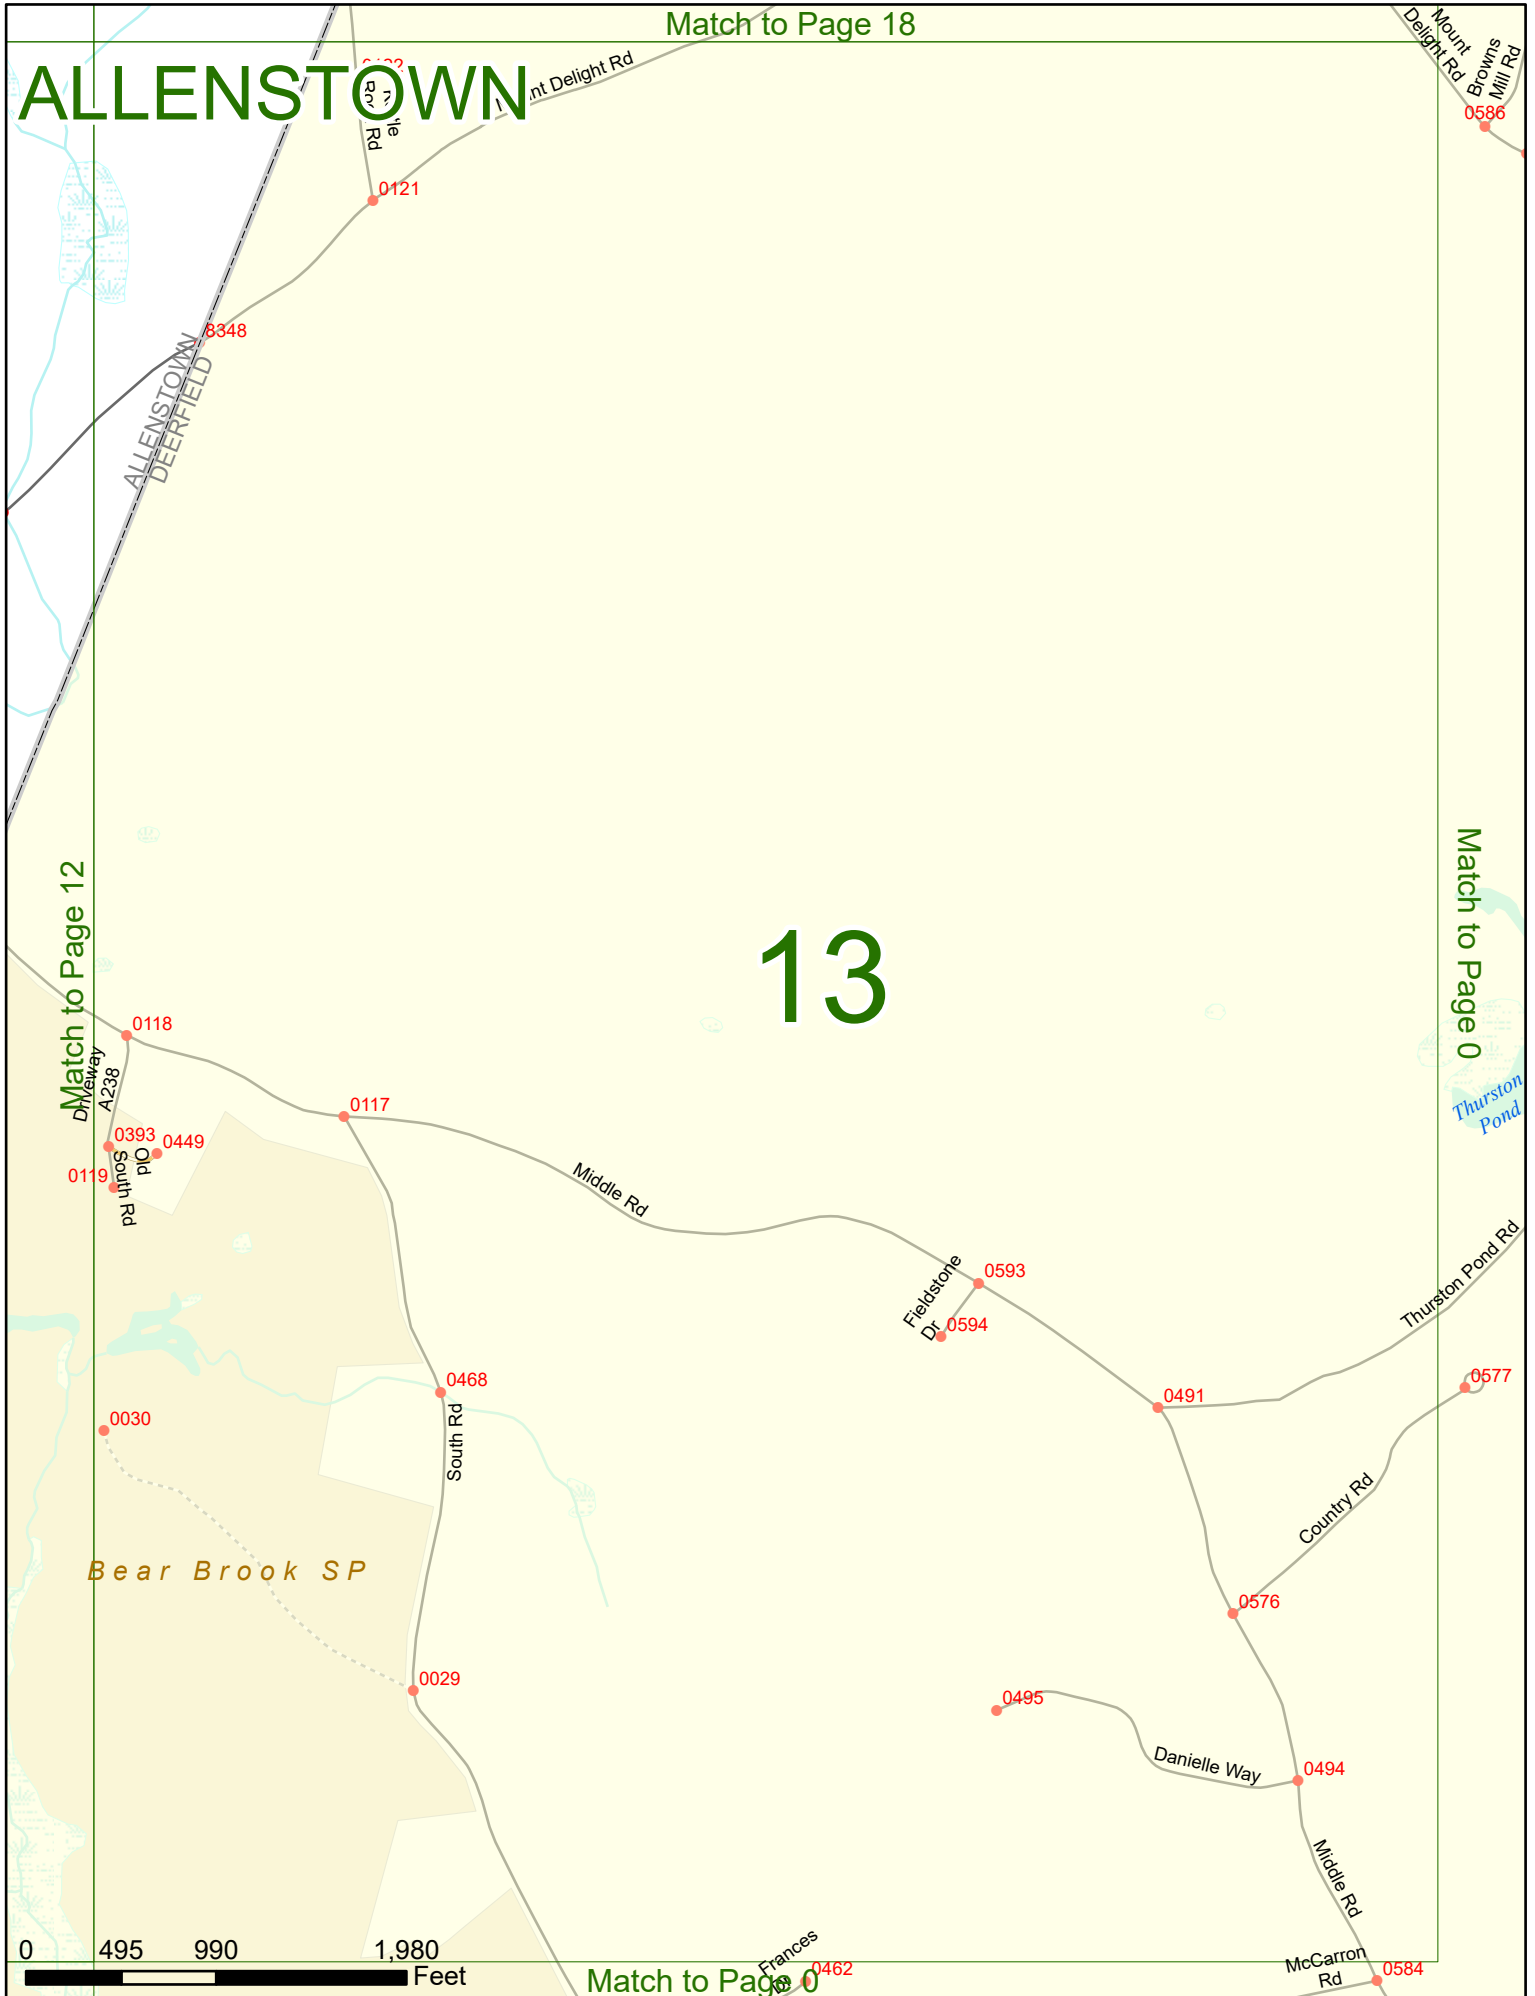 Match to Page 18
ALLENSTOWN
Rd
nt Delight Rd
Mount
Delight Rd
Browns
Mill Rd
0586
0121
8348
ALLENSTOWN
DEERFIELD
Match to Page 12
13
Match to Page 0
Thurston
Pond
0118
Driveway
A238
0117
0393
0449
0119
Old
South Rd
Middle Rd
0593
Fieldstone
Dr
0594
Thurston Pond Rd
0468
0577
0491
0030
South Rd
Country Rd
Bear Brook SP
0576
0029
0495
Danielle Way
0494
Middle Rd
0 495 990 1,980
Feet
Frances
Dr
0462
McCarron
Rd
0584
Match to Page 0